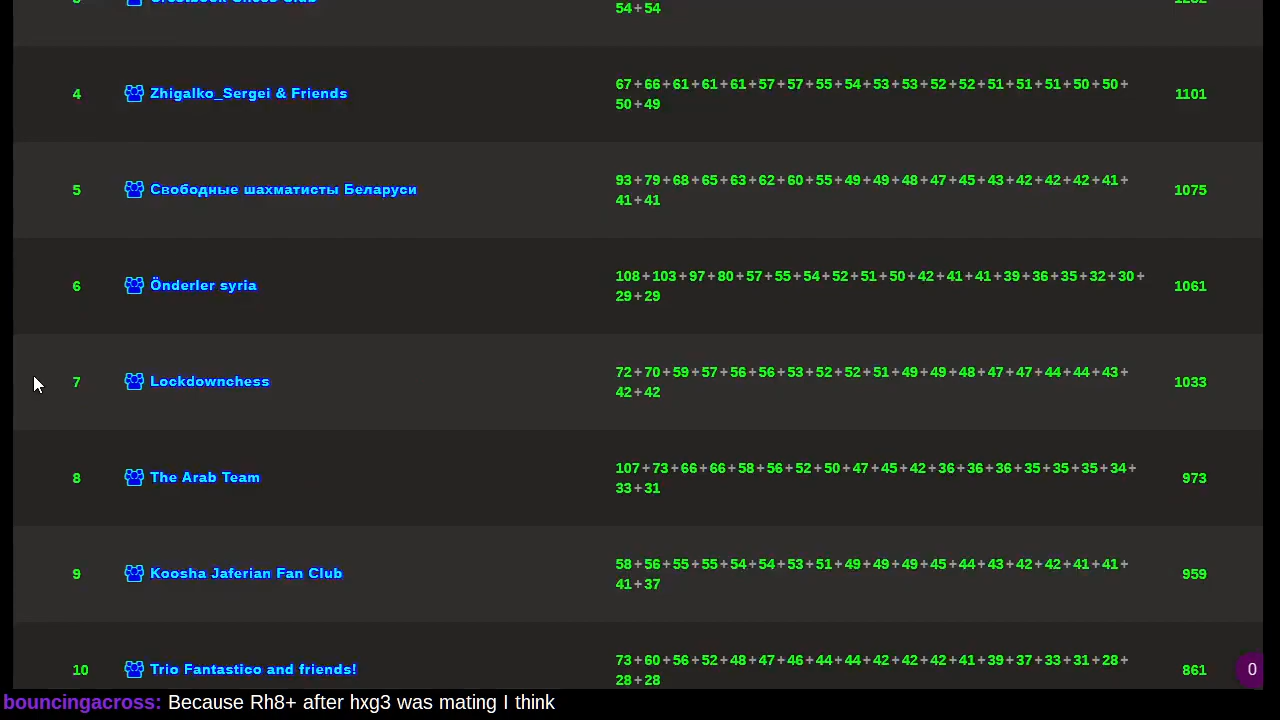 54+54
4 Zhigalko_Sergei & Friends 67+66+61+61+61+57+57+55+54+53+53+52+52+51+51+51+50+50+ 1101
50+49
5 Свободные шахматисты Беларуси 93+79+68+65+63+62+60+55+49+49+48+47+45+43+42+42+42+41+ 1075
41+41
6 Önderler syria 108+103+97+80+57+55+54+52+51+50+42+41+41+39+36+35+32+30+ 1061
29+29
7 Lockdownchess 72+70+59+57+56+56+53+52+52+51+49+49+48+47+47+44+44+43+ 1033
42+42
8 The Arab Team 107+73+66+66+58+56+52+50+47+45+42+36+36+36+35+35+35+34+ 973
33+31
9 Koosha Jaferian Fan Club 58+56+55+55+54+54+53+51+49+49+49+45+44+43+42+42+41+41+ 959
41+37
10 Trio Fantastico and friends! 73+60+56+52+48+47+46+44+44+42+42+42+41+39+37+33+31+28+ 861
28+28
0
bouncingacross: Because Rh8+ after hxg3 was mating I think